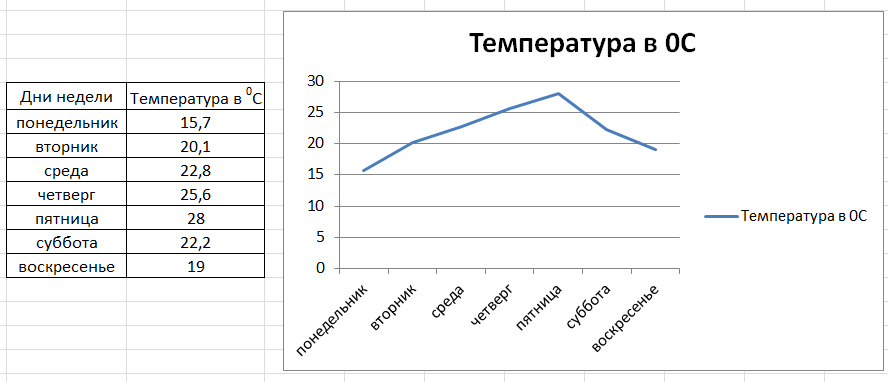 Дни недели Температура в ⁰С
понедельник 15,7
вторник 20,1
среда 22,8
четверг 25,6
пятница 28
суббота 22,2
воскресенье 19
Температура в 0С
30
25
20
15
10
5
0
понедельник
вторник
среда
четверг
пятница
суббота
воскресенье
Температура в 0С